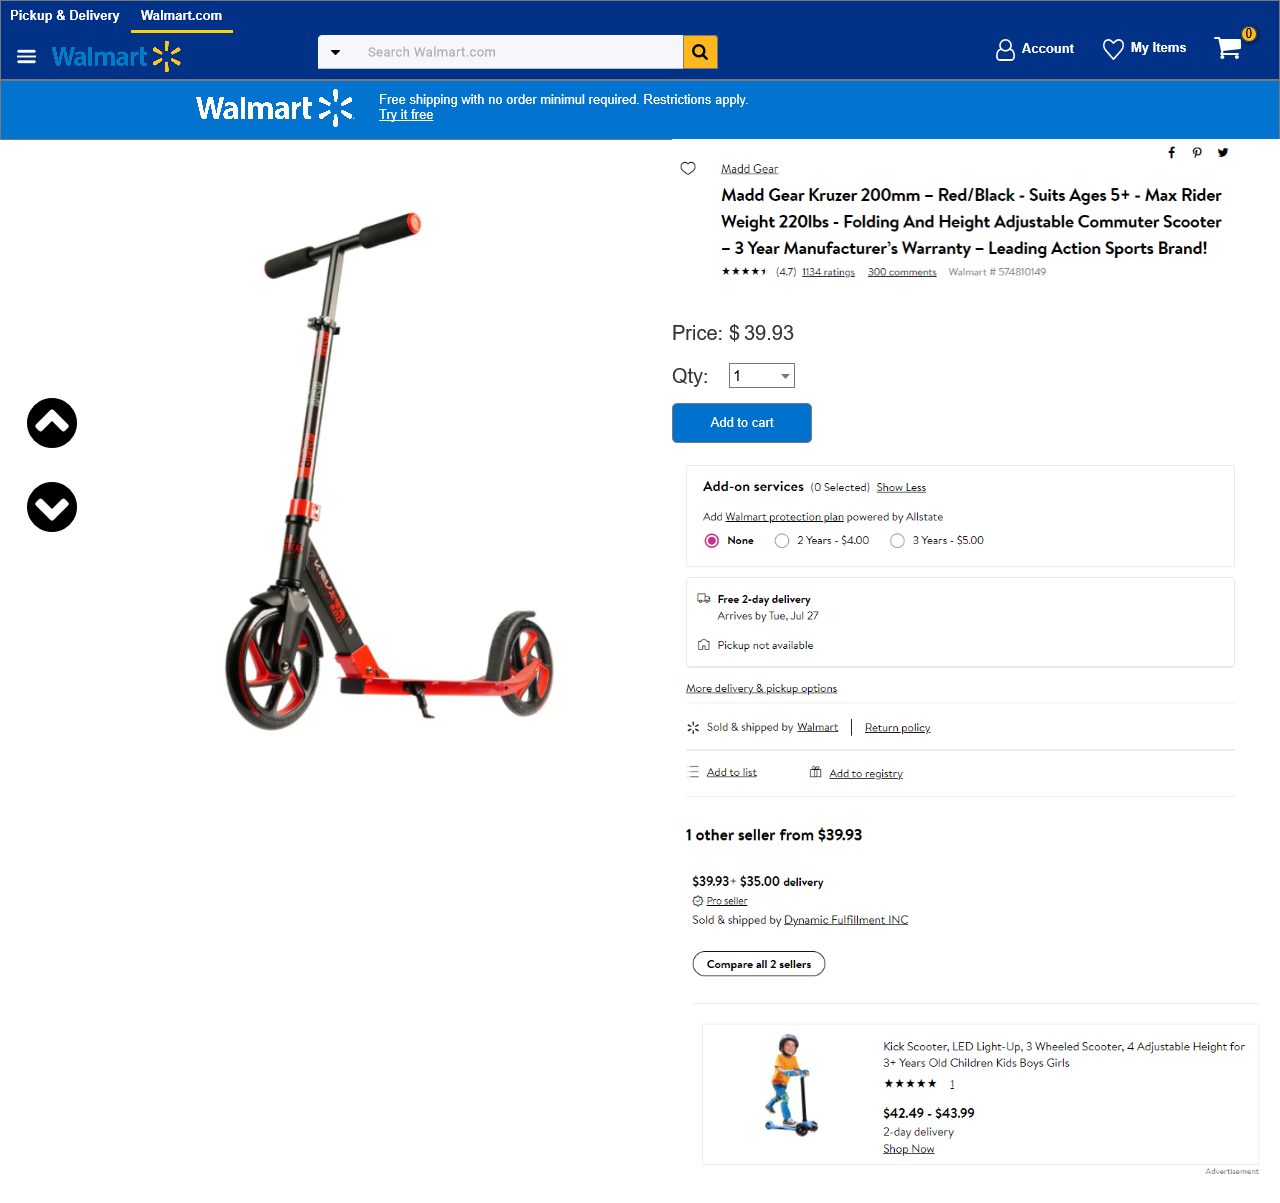 Pickup & Delivery
Walmart.com
Walmart
Search Walmart.com
Account
My Items
0
Walmart
Free shipping with no order minimul required. Restrictions apply.
Try it free
Madd Gear
Madd Gear Kruzer 200mm – Red/Black - Suits Ages 5+ - Max Rider
Weight 220lbs - Folding And Height Adjustable Commuter Scooter
– 3 Year Manufacturer's Warranty – Leading Action Sports Brand!
(4.7) 1134 ratings 300 comments Walmart # 574810149
Price: $ 39.93
Qty: 1
Add to cart
Add-on services (0 Selected) Show Less
Add Walmart protection plan powered by Allstate
None 2 Years - $4.00 3 Years - $5.00
Free 2-day delivery
Arrives by Tue, Jul 27
Pickup not available
More delivery & pickup options
Sold & shipped by Walmart Return policy
Add to list Add to registry
1 other seller from $39.93
$39.93+ $35.00 delivery
Pro seller
Sold & shipped by Dynamic Fulfillment INC
Compare all 2 sellers
Kick Scooter, LED Light-Up, 3 Wheeled Scooter, 4 Adjustable Height for
3+ Years Old Children Kids Boys Girls
1
$42.49 - $43.99
2-day delivery
Shop Now
Advertisement